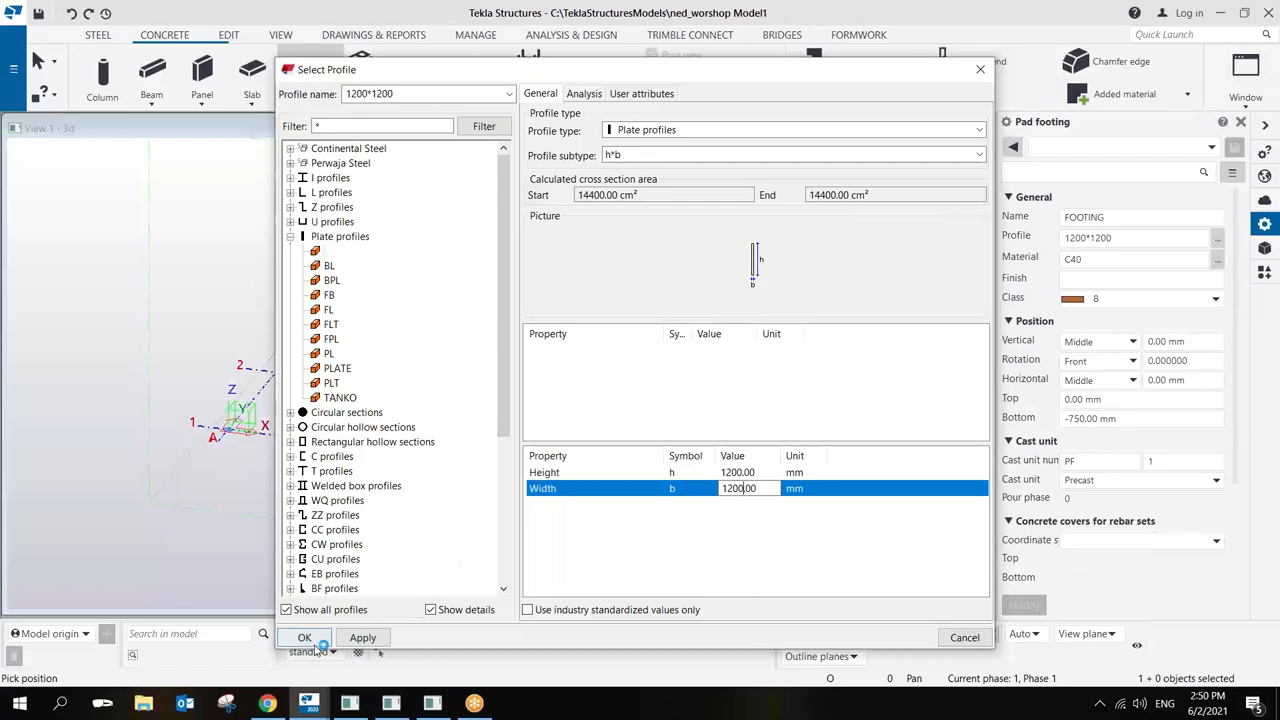 Tekla Structures - C:\TeklaStructuresModels\ned_worshop Model1
Log in
STEEL CONCRETE EDIT VIEW DRAWINGS & REPORTS MANAGE ANALYSIS & DESIGN TRIMBLE CONNECT BRIDGES FORMWORK
Quick Launch
Column Beam Panel Slab
Pour view
Chamfer edge
Added material
Window
Select Profile
Profile name: 1200*1200
Filter: *
Filter
Continental Steel
Perwaja Steel
I profiles
L profiles
Z profiles
U profiles
Plate profiles
BL
BPL
FB
FL
FLT
FPL
PL
PLATE
PLT
TANKO
Circular sections
Circular hollow sections
Rectangular hollow sections
C profiles
T profiles
Welded box profiles
WQ profiles
ZZ profiles
CC profiles
CW profiles
CU profiles
EB profiles
BF profiles
Show all profiles
Show details
OK
Apply
General Analysis User attributes
Profile type
Profile type: Plate profiles
Profile subtype: h*b
Calculated cross section area
Start 14400.00 cm² End 14400.00 cm²
Picture
h
b
Property Sy... Value Unit
Property Symbol Value Unit
Height h 1200.00 mm
Width b 1200.00 mm
Use industry standardized values only
Cancel
View 1 - 3d
2
Z
Y
1
X
A
Pad footing
General
Name FOOTING
Profile 1200*1200 ...
Material C40 ...
Finish
Class 8
Position
Vertical Middle 0.00 mm
Rotation Front 0.000000
Horizontal Middle 0.00 mm
Top 0.00 mm
Bottom -750.00 mm
Cast unit
Cast unit num PF 1
Cast unit Precast
Pour phase 0
Concrete covers for rebar sets
Coordinate s
Top
Bottom
Modify
Model origin
Search in model
standard
Auto
View plane
Outline planes
Pick position
O 0 Pan Current phase: 1, Phase 1 1 + 0 objects selected
2020
ENG
2:50 PM
6/2/2021
5